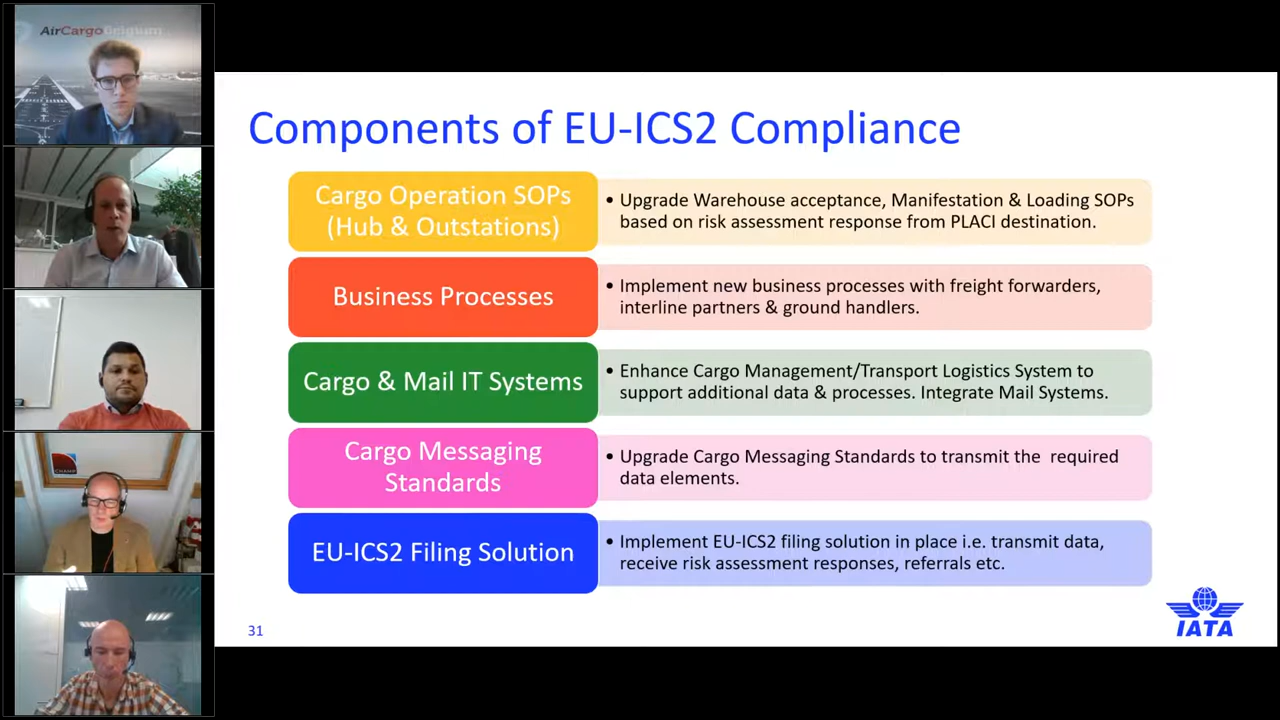 AirCargoBelgium
CHAMP
Components of EU-ICS2 Compliance
Cargo Operation SOPs
(Hub & Outstations)
• Upgrade Warehouse acceptance, Manifestation & Loading SOPs
based on risk assessment response from PLACI destination.
Business Processes
• Implement new business processes with freight forwarders,
interline partners & ground handlers.
Cargo & Mail IT Systems
• Enhance Cargo Management/Transport Logistics System to
support additional data & processes. Integrate Mail Systems.
Cargo Messaging
Standards
• Upgrade Cargo Messaging Standards to transmit the  required
data elements.
EU-ICS2 Filing Solution
• Implement EU-ICS2 filing solution in place i.e. transmit data,
receive risk assessment responses, referrals etc.
31
IATA